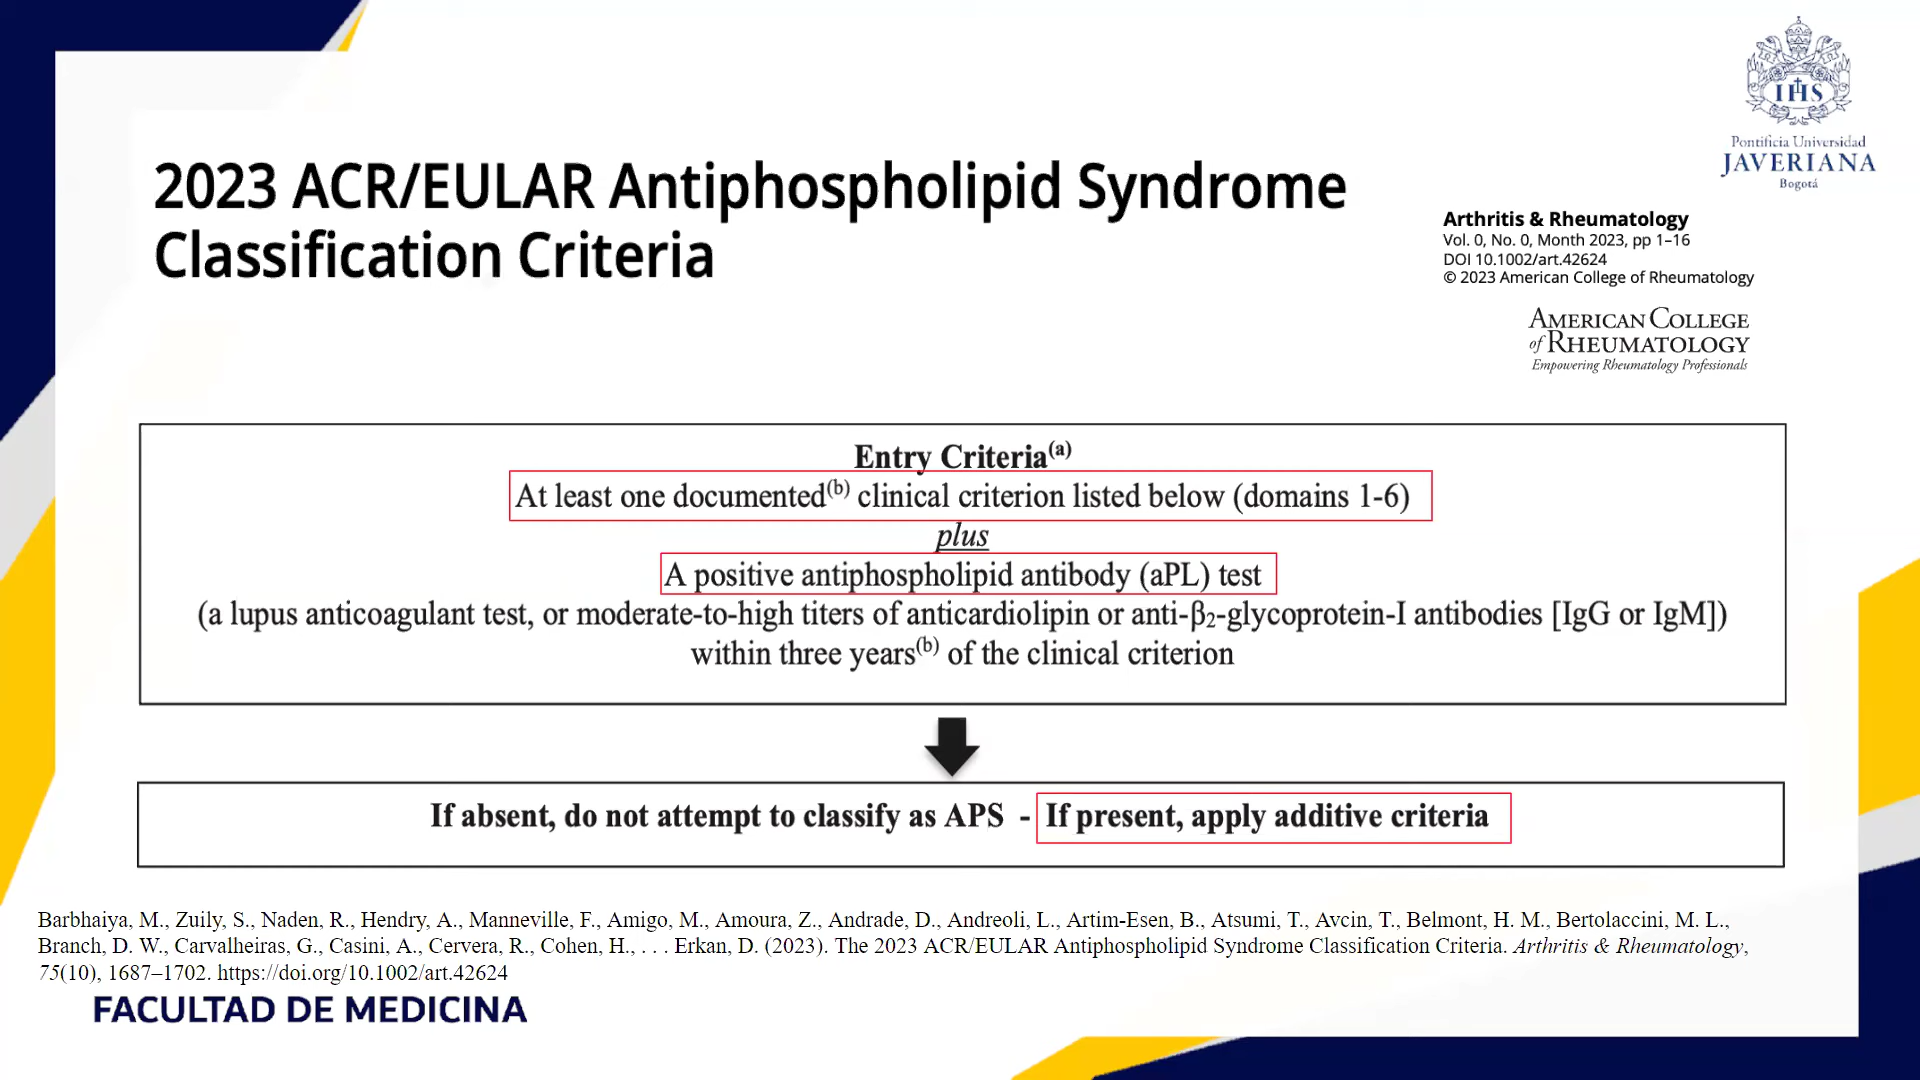 IHS
Pontificia Universidad
JAVERIANA
Bogotá
2023 ACR/EULAR Antiphospholipid Syndrome
Classification Criteria
Arthritis & Rheumatology
Vol. 0, No. 0, Month 2023, pp 1–16
DOI 10.1002/art.42624
© 2023 American College of Rheumatology
AMERICAN COLLEGE
of RHEUMATOLOGY
Empowering Rheumatology Professionals
Entry Criteria(a)
At least one documented(b) clinical criterion listed below (domains 1-6)
plus
A positive antiphospholipid antibody (aPL) test
(a lupus anticoagulant test, or moderate-to-high titers of anticardiolipin or anti-β₂-glycoprotein-I antibodies [IgG or IgM])
within three years(b) of the clinical criterion
If absent, do not attempt to classify as APS - If present, apply additive criteria
Barbhaiya, M., Zuily, S., Naden, R., Hendry, A., Manneville, F., Amigo, M., Amoura, Z., Andrade, D., Andreoli, L., Artim-Esen, B., Atsumi, T., Avcin, T., Belmont, H. M., Bertolaccini, M. L.,
Branch, D. W., Carvalheiras, G., Casini, A., Cervera, R., Cohen, H., . . . Erkan, D. (2023). The 2023 ACR/EULAR Antiphospholipid Syndrome Classification Criteria. Arthritis & Rheumatology,
75(10), 1687–1702. https://doi.org/10.1002/art.42624
FACULTAD DE MEDICINA